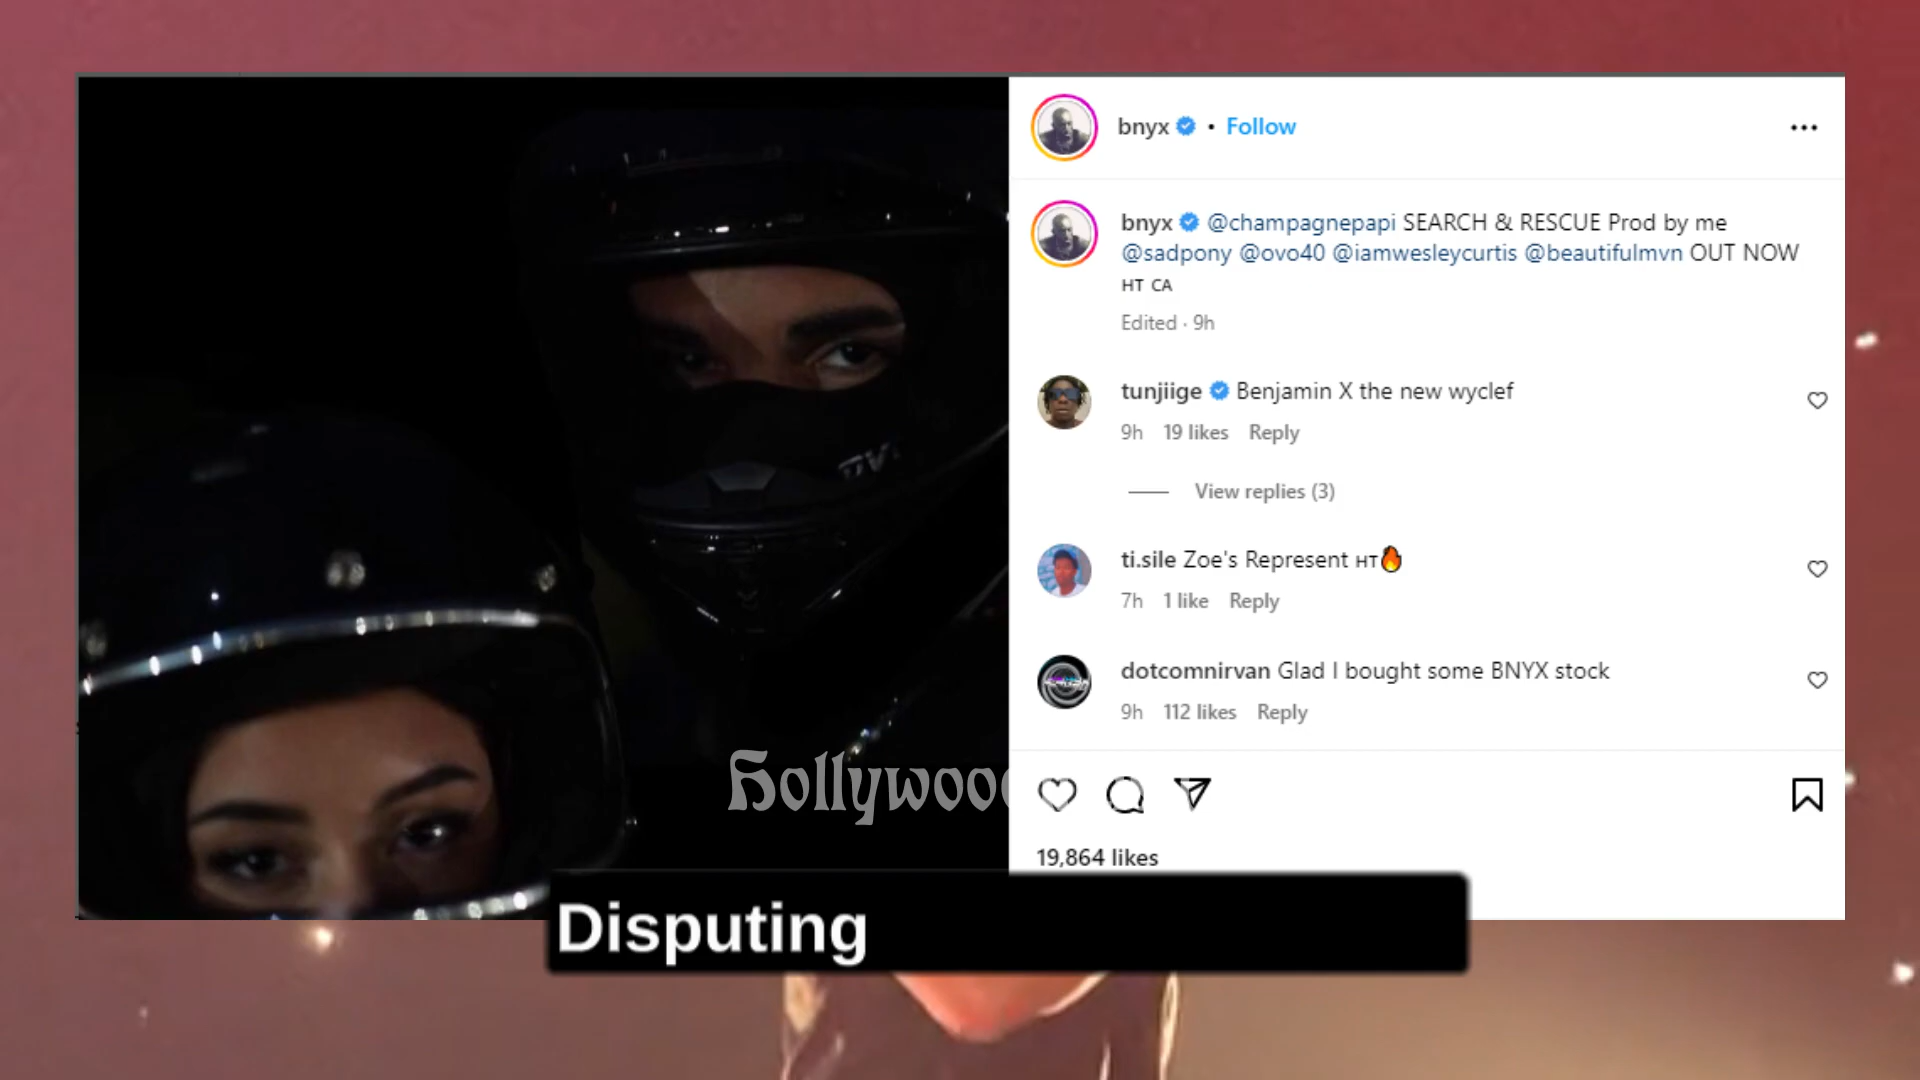 bnyx • Follow
bnyx @champagnepapi SEARCH & RESCUE Prod by me
@sadpony @ovo40 @iamwesleycurtis @beautifulmvn OUT NOW
HT CA
Edited · 9h
tunjiige Benjamin X the new wyclef
9h 19 likes Reply
View replies (3)
ti.sile Zoe's Represent HT🔥
7h 1 like Reply
dotcomnirvan Glad I bought some BNYX stock
9h 112 likes Reply
Hollywoo
19,864 likes
Disputing